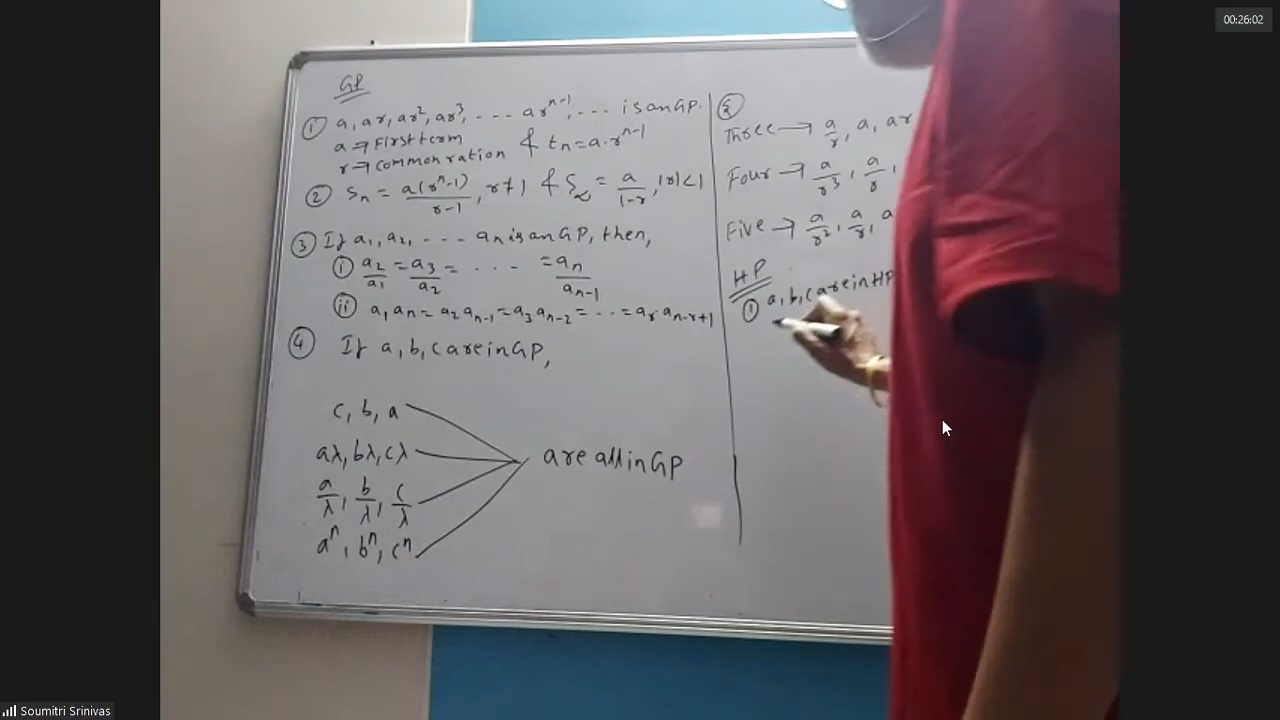 00:26:02
GP
① a, ar, ar², ar³, ... arⁿ⁻¹, ... is an GP.
a → First term
r → common ration & tₙ = a·rⁿ⁻¹
② Sₙ = a(rⁿ-1)/r-1, r≠1 & S∞ = a/1-r, |r|<1
③ If a₁, a₂, ... aₙ is an GP, then,
ⅰ a₂/a₁ = a₃/a₂ = ... = aₙ/aₙ₋₁
ⅱ a₁aₙ = a₂aₙ₋₁ = a₃aₙ₋₂ = ... = aᵣ·aₙ₋ᵣ₊₁
④ If a, b, c are in GP,
c, b, a
aλ, bλ, cλ
a/λ, b/λ, c/λ
aⁿ, bⁿ, cⁿ
are all in GP
Three → a/r, a, ar
Four → a/r³, a/r,
Five → a/r², a/r, a
HP
① a, b, c are in HP
Soumitri Srinivas